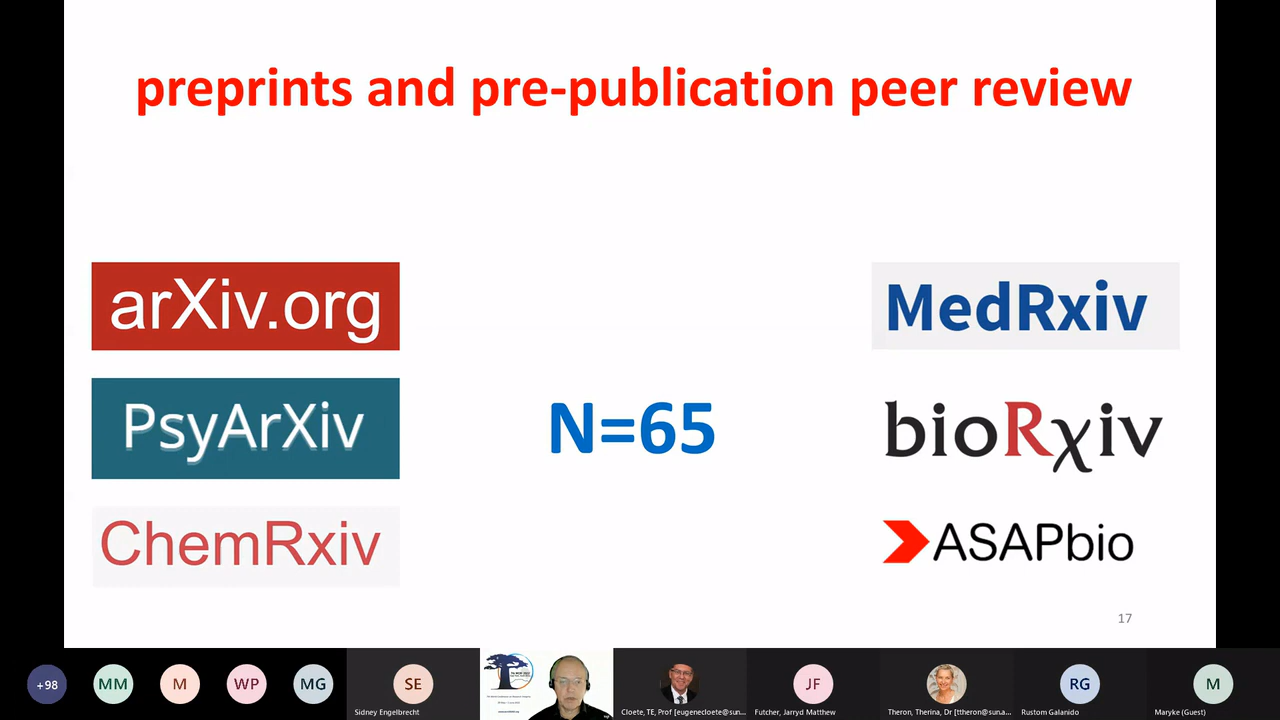 preprints and pre-publication peer review
arXiv.org
MedRxiv
PsyArXiv
N=65
bioRχiv
ChemRxiv
ASAPbio
17
+98
MM
M
WP
MG
SE
JF
RG
M
Sidney Engelbrecht
Cloete, TE, Prof [eugenecloete@sun...
Futcher, Jarryd Matthew
Theron, Therina, Dr [ttheron@suna...
Rustom Galanido
Maryke (Guest)